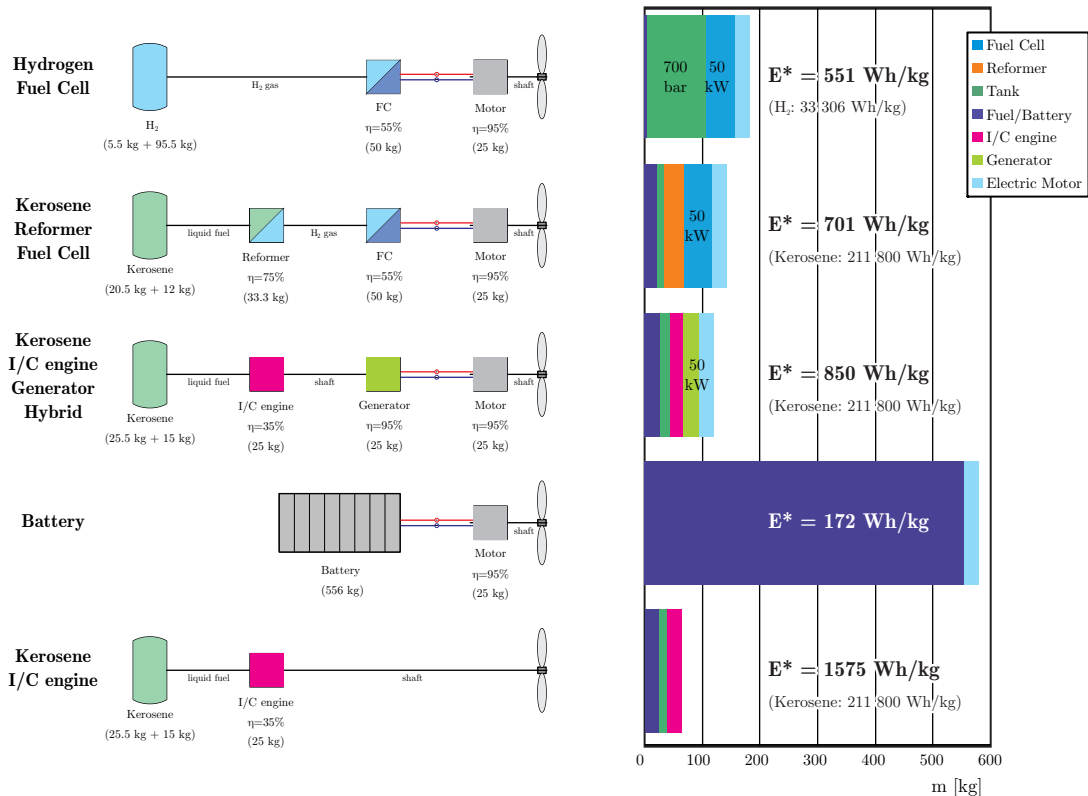 Hydrogen
Fuel Cell
H₂
(5.5 kg + 95.5 kg)
H₂ gas
FC
η=55%
(50 kg)
Motor
η=95%
(25 kg)
shaft
Kerosene
Reformer
Fuel Cell
Kerosene
(20.5 kg + 12 kg)
liquid fuel
Reformer
η=75%
(33.3 kg)
H₂ gas
FC
η=55%
(50 kg)
Motor
η=95%
(25 kg)
shaft
Kerosene
I/C engine
Generator
Hybrid
Kerosene
(25.5 kg + 15 kg)
liquid fuel
I/C engine
η=35%
(25 kg)
shaft
Generator
η=95%
(25 kg)
Motor
η=95%
(25 kg)
shaft
Battery
Battery
(556 kg)
Motor
η=95%
(25 kg)
shaft
Kerosene
I/C engine
Kerosene
(25.5 kg + 15 kg)
liquid fuel
I/C engine
η=35%
(25 kg)
shaft
700
bar
50
kW
E* = 551 Wh/kg
(H₂: 33 306 Wh/kg)
Fuel Cell
Reformer
Tank
Fuel/Battery
I/C engine
Generator
Electric Motor
50
kW
E* = 701 Wh/kg
(Kerosene: 211 800 Wh/kg)
50
kW
E* = 850 Wh/kg
(Kerosene: 211 800 Wh/kg)
E* = 172 Wh/kg
E* = 1575 Wh/kg
(Kerosene: 211 800 Wh/kg)
0 100 200 300 400 500 600
m [kg]